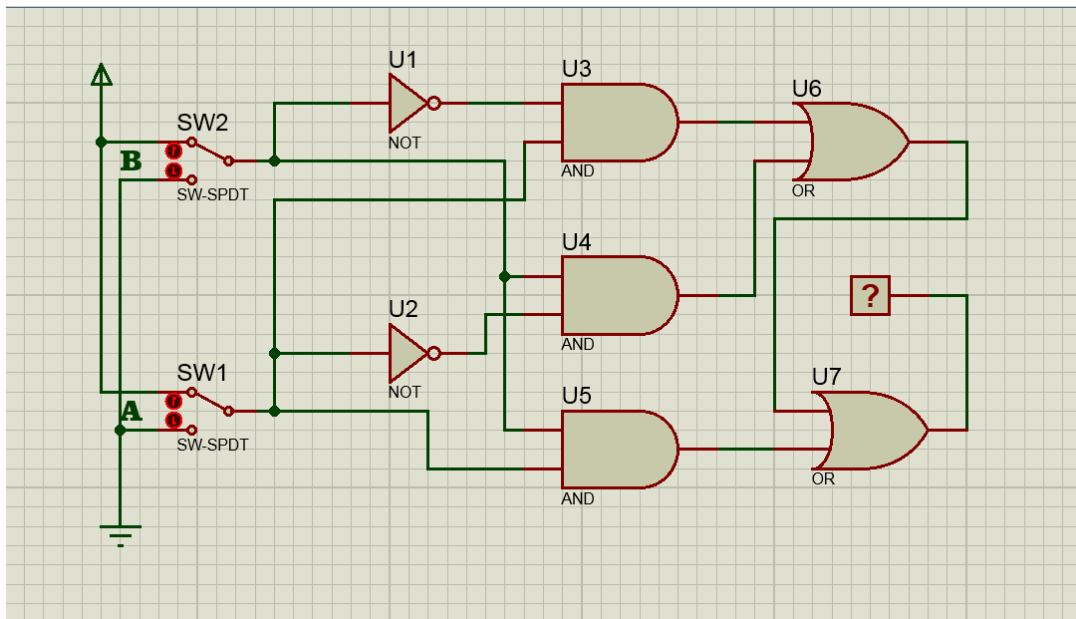 U1
NOT
SW2
B
SW-SPDT
U3
AND
U6
OR
U4
AND
?
U2
NOT
SW1
A
SW-SPDT
U5
AND
U7
OR